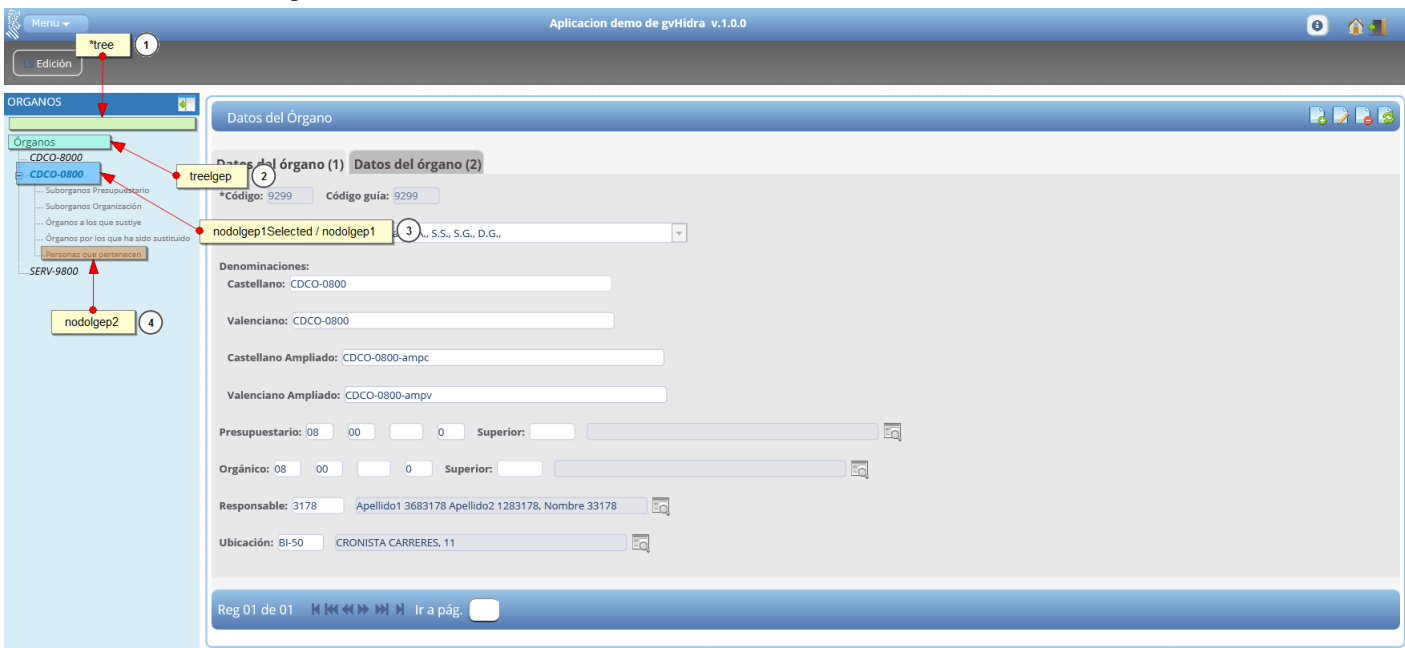 Menu
Aplicacion demo de gvHidra v.1.0.0
*tree
1
Edición
ORGANOS
Datos del Órgano
Órganos
CDCO-8000
CDCO-0800
Suborganos Presupuestario
Suborganos Organización
Órganos a los que sustiye
Órganos por los que ha sido sustituido
Personas que pertenecen
SERV-9800
treelgep
2
nodolgep1Selected / nodolgep1
3
nodolgep2
4
Datos del órgano (1) Datos del órgano (2)
*Código: 9299 Código guía: 9299
S.S., S.G., D.G.,
Denominaciones:
Castellano: CDCO-0800
Valenciano: CDCO-0800
Castellano Ampliado: CDCO-0800-ampc
Valenciano Ampliado: CDCO-0800-ampv
Presupuestario: 08 00 0 Superior:
Orgánico: 08 00 0 Superior:
Responsable: 3178 Apellido1 3683178 Apellido2 1283178, Nombre 33178
Ubicación: BI-50 CRONISTA CARRERES, 11
Reg 01 de 01 Ir a pág.